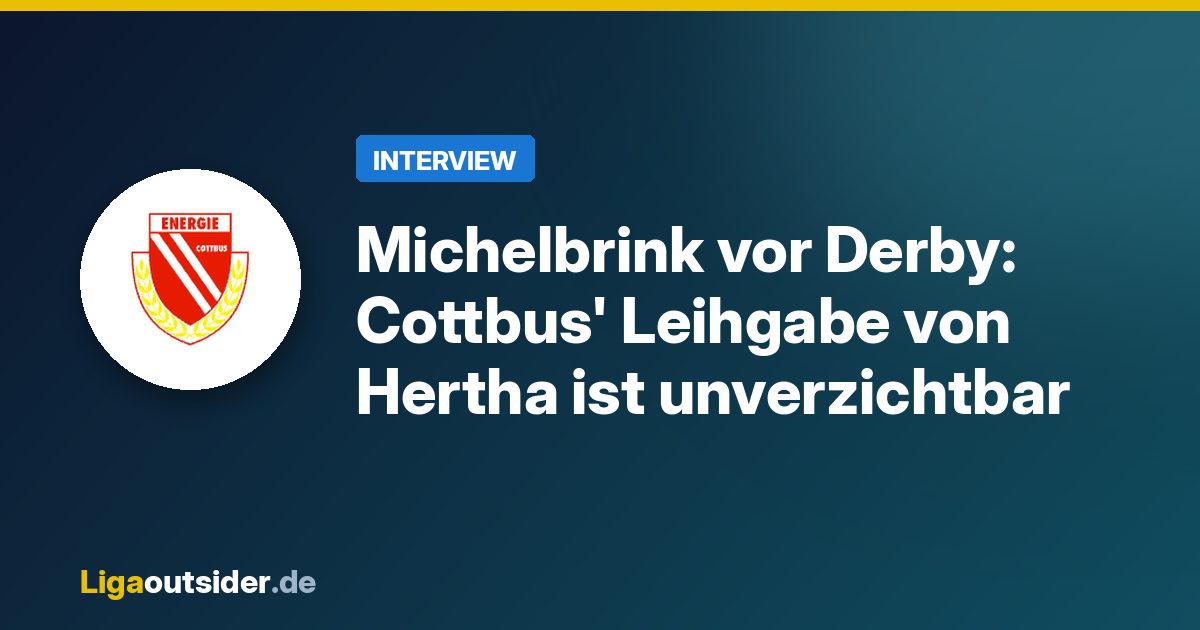 INTERVIEW
ENERGIE
COTTBUS
Michelbrink vor Derby:
Cottbus' Leihgabe von
Hertha ist unverzichtbar
Ligaoutsider.de